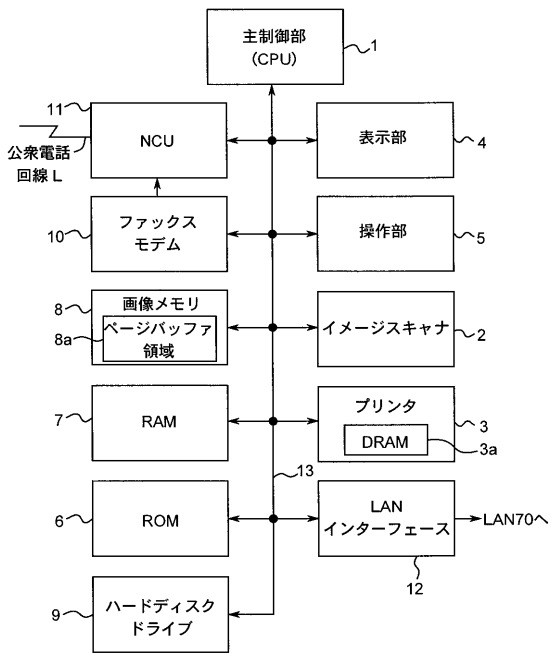 主制御部
(CPU)
1
11
NCU
公衆電話
回線L
表示部
4
10
ファックス
モデム
操作部
5
8
画像メモリ
8a
ページバッファ
領域
イメージスキャナ
2
7
RAM
プリンタ
3
DRAM
3a
13
6
ROM
LAN
インターフェース
LAN70へ
12
9
ハードディスク
ドライブ